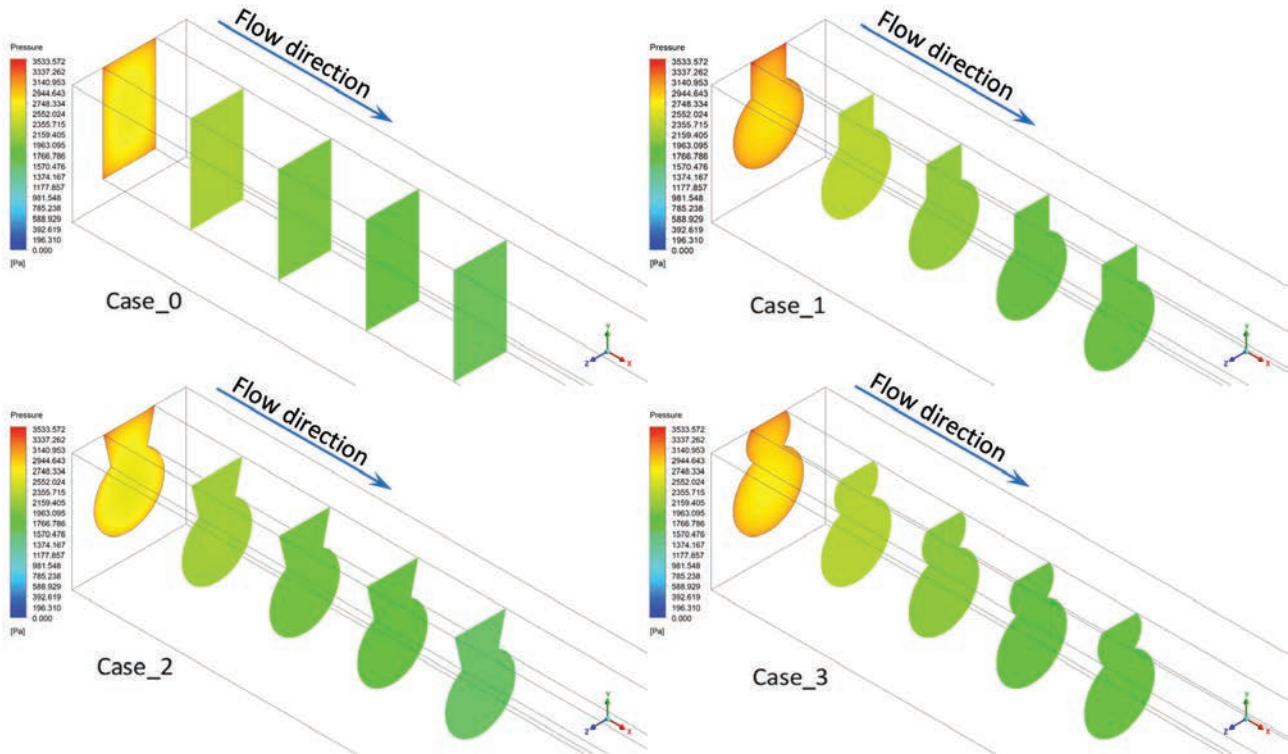 Flow direction
Pressure
3533.572
3337.262
3140.953
2944.643
2748.334
2552.024
2355.715
2159.405
1963.095
1766.786
1570.476
1374.167
1177.857
981.548
785.238
588.929
392.619
196.310
0.000
[Pa]
Case_0
Y
Z
X
Flow direction
Pressure
3533.572
3337.262
3140.953
2944.643
2748.334
2552.024
2355.715
2159.405
1963.095
1766.786
1570.476
1374.167
1177.857
981.548
785.238
588.929
392.619
196.310
0.000
[Pa]
Case_1
Y
Z
X
Flow direction
Pressure
3533.572
3337.262
3140.953
2944.643
2748.334
2552.024
2355.715
2159.405
1963.095
1766.786
1570.476
1374.167
1177.857
981.548
785.238
588.929
392.619
196.310
0.000
[Pa]
Case_2
Y
Z
X
Flow direction
Pressure
3533.572
3337.262
3140.953
2944.643
2748.334
2552.024
2355.715
2159.405
1963.095
1766.786
1570.476
1374.167
1177.857
981.548
785.238
588.929
392.619
196.310
0.000
[Pa]
Case_3
Y
Z
X